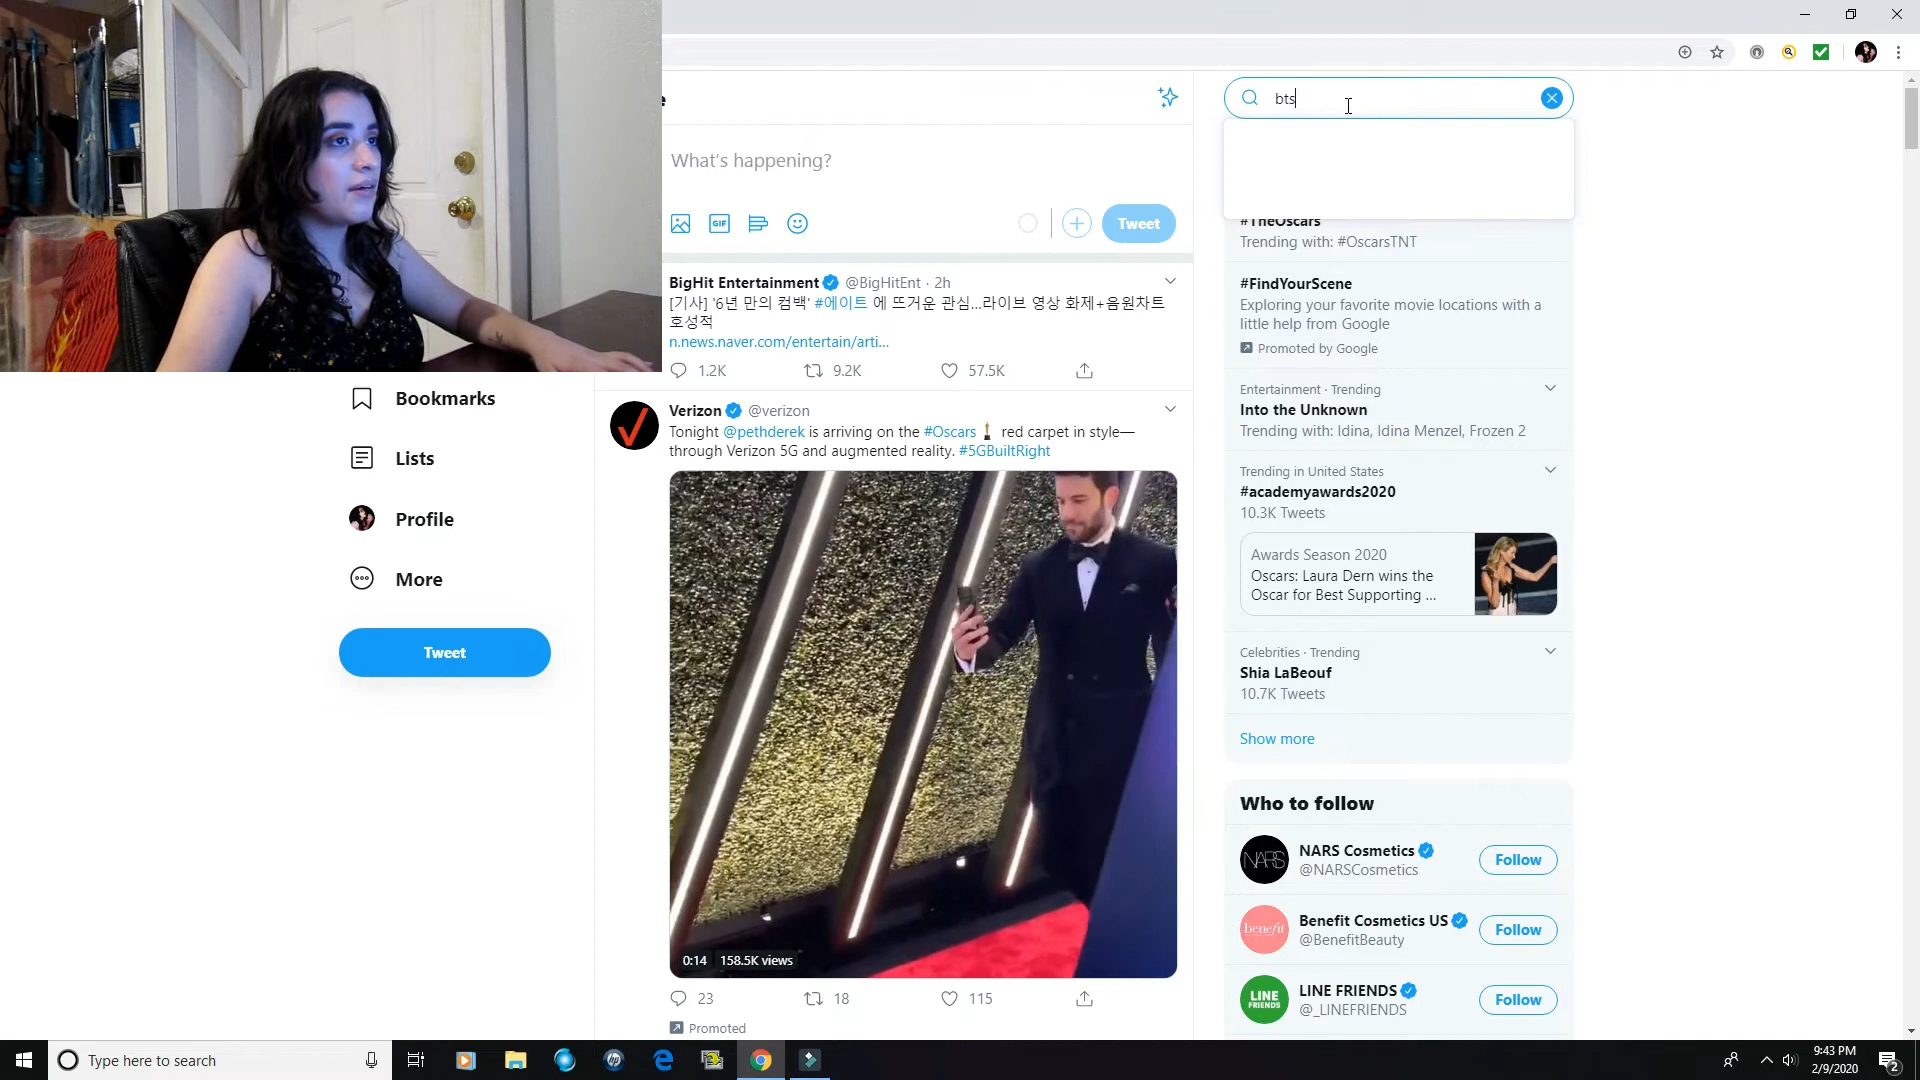 bts
What's happening?
GIF
Tweet
BigHit Entertainment @BigHitEnt · 2h
[기사] '6년 만의 컴백' #에이트 에 뜨거운 관심...라이브 영상 화제+음원차트
호성적
n.news.naver.com/entertain/arti...
1.2K 9.2K 57.5K
Bookmarks
Lists
Profile
More
Tweet
Verizon @verizon
Tonight @pethderek is arriving on the #Oscars red carpet in style—
through Verizon 5G and augmented reality. #5GBuiltRight
0:14 158.5K views
23 18 115
Promoted
#TheOscars
Trending with: #OscarsTNT
#FindYourScene
Exploring your favorite movie locations with a
little help from Google
Promoted by Google
Entertainment · Trending
Into the Unknown
Trending with: Idina, Idina Menzel, Frozen 2
Trending in United States
#academyawards2020
10.3K Tweets
Awards Season 2020
Oscars: Laura Dern wins the
Oscar for Best Supporting ...
Celebrities · Trending
Shia LaBeouf
10.7K Tweets
Show more
Who to follow
NARS
NARS Cosmetics
@NARSCosmetics
Follow
benefit
Benefit Cosmetics US
@BenefitBeauty
Follow
LINE
FRIENDS
LINE FRIENDS
@_LINEFRIENDS
Follow
Type here to search
9:43 PM
2/9/2020
2